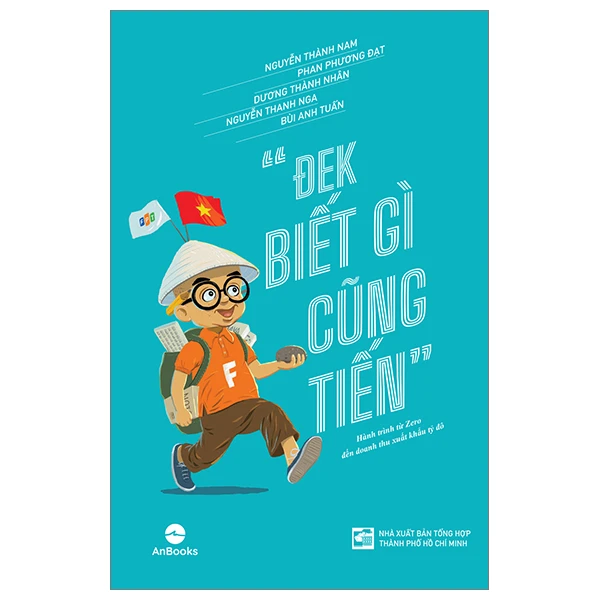 NGUYỄN THÀNH NAM
PHAN PHƯƠNG ĐẠT
DƯƠNG THÀNH NHÂN
NGUYỄN THANH NGA
BÙI ANH TUẤN
“ĐEK
BIẾT GÌ
CŨNG
TIẾN”
Hành trình từ Zero
đến doanh thu xuất khẩu tỷ đô
FPT
F
AnBooks
NHÀ XUẤT BẢN TỔNG HỢP
THÀNH PHỐ HỒ CHÍ MINH